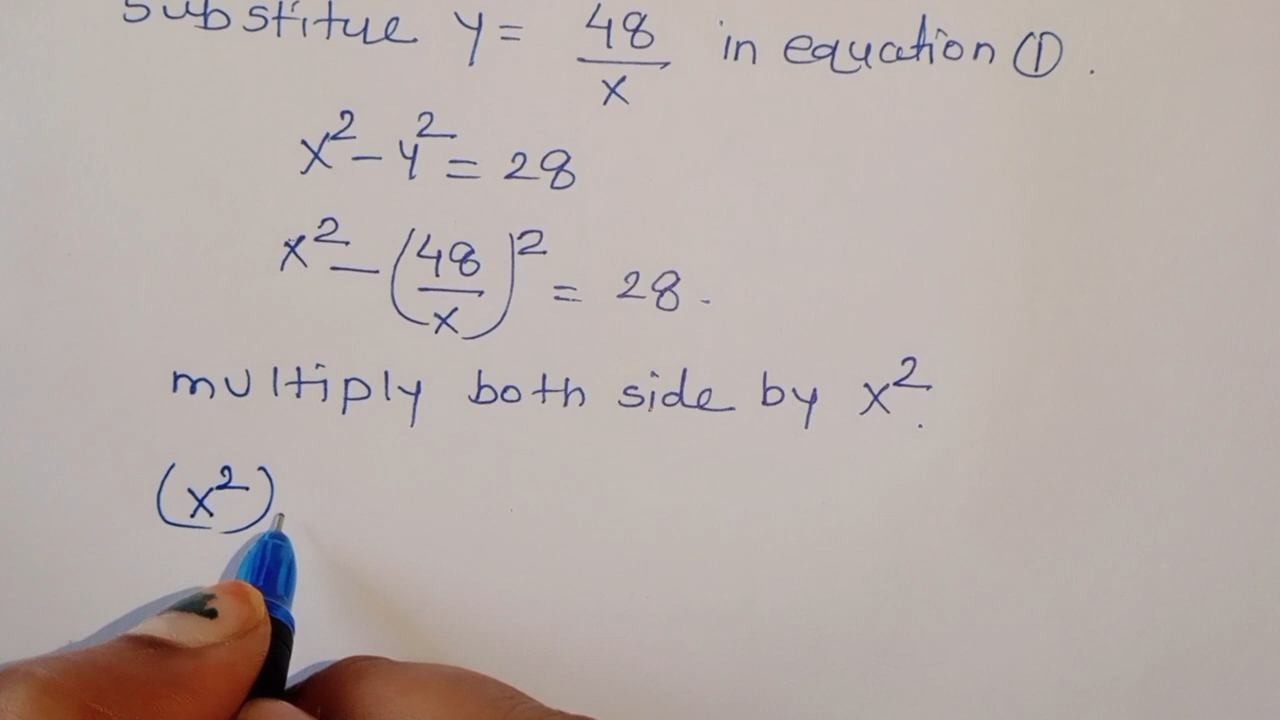 substitue y = 48/x in equation ①.
x² - y² = 28
x² - (48/x)² = 28.
multiply both side by x².
(x²)